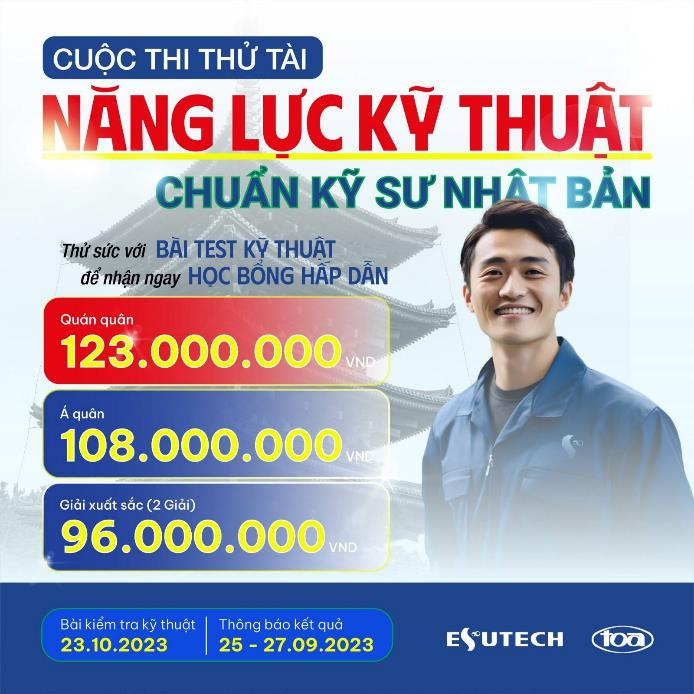 CUỘC THI THỬ TÀI
NĂNG LỰC KỸ THUẬT
CHUẨN KỸ SƯ NHẬT BẢN
Thử sức với BÀI TEST KỸ THUẬT
để nhận ngay HỌC BỔNG HẤP DẪN
Quán quân
123.000.000 VND
Á quân
108.000.000 VND
Giải xuất sắc (2 Giải)
96.000.000 VND
Bài kiểm tra kỹ thuật
23.10.2023
Thông báo kết quả
25 - 27.09.2023
ESUTECH
toa